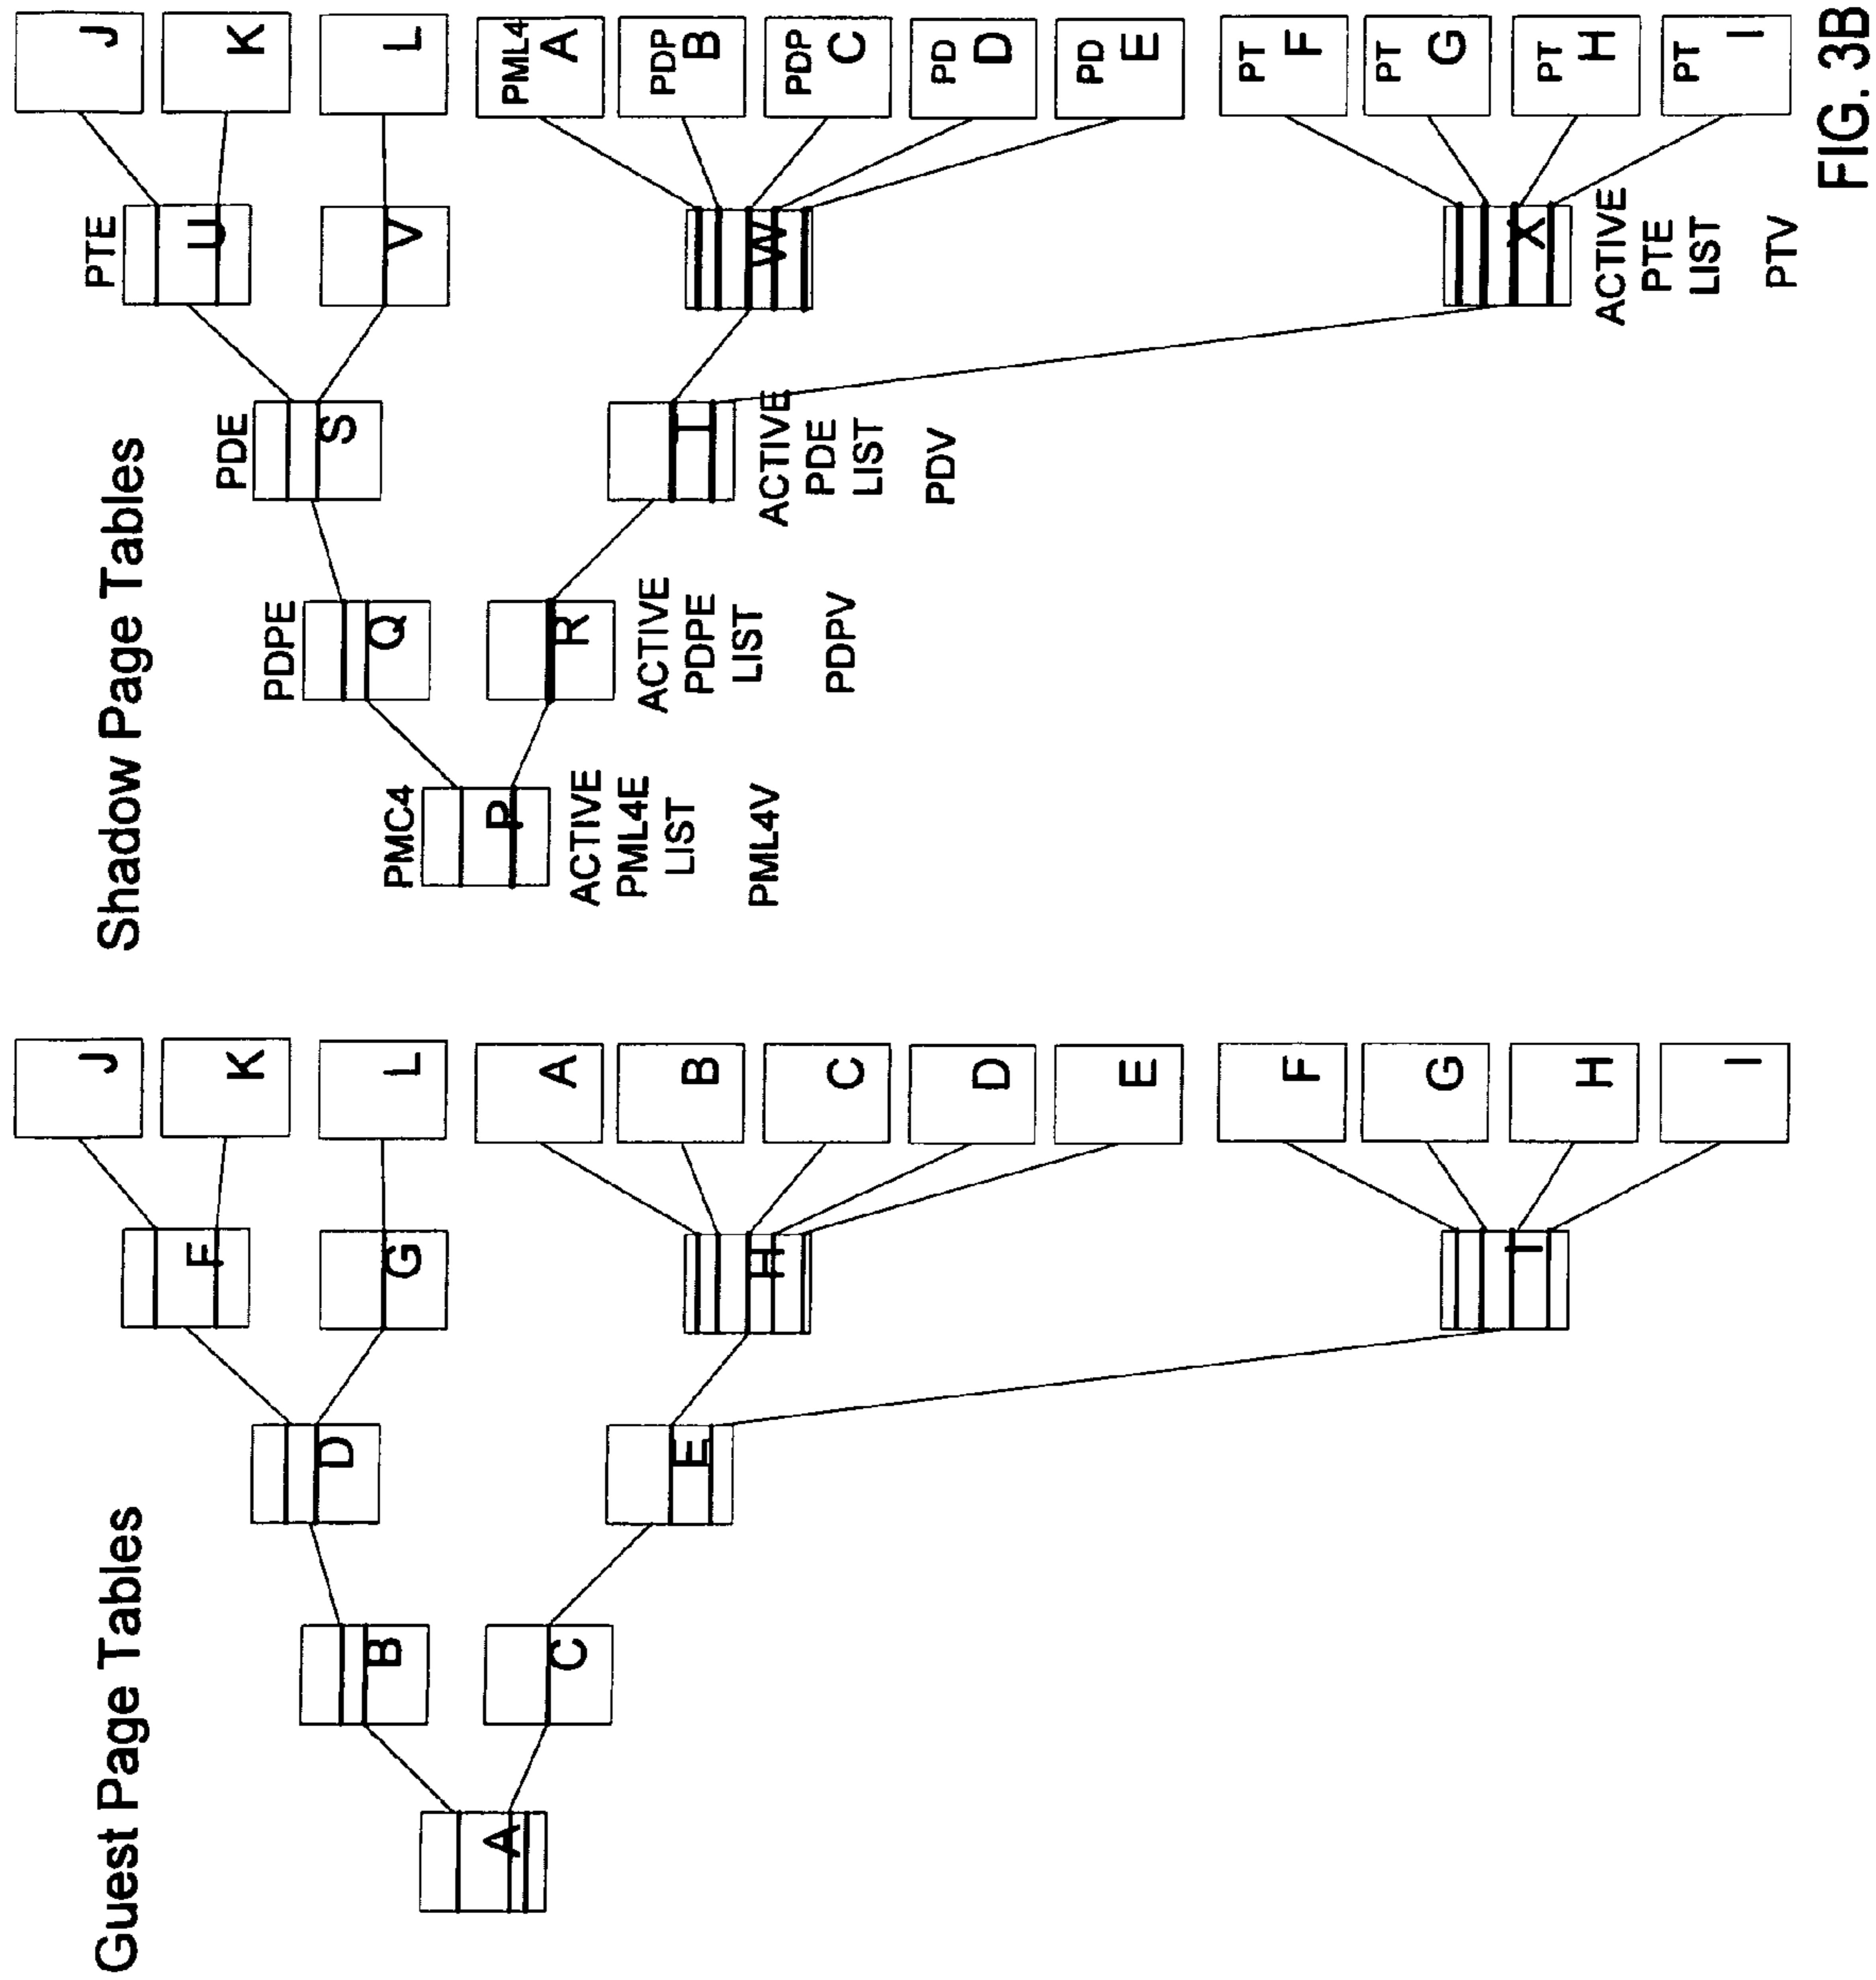 Guest Page Tables
A
B
C
D
E
F
G
H
I
J
K
L
A
B
C
D
E
F
G
H
I
Shadow Page Tables
PMC4
P
ACTIVE
PML4E
LIST
PML4V
PDPE
Q
R
ACTIVE
PDPE
LIST
PDPV
PDE
S
T
ACTIVE
PDE
LIST
PDV
PTE
U
V
W
X
ACTIVE
PTE
LIST
PTV
J
K
L
PML4
A
PDP
B
PDP
C
PD
D
PD
E
PT
F
PT
G
PT
H
PT
I
FIG. 3B